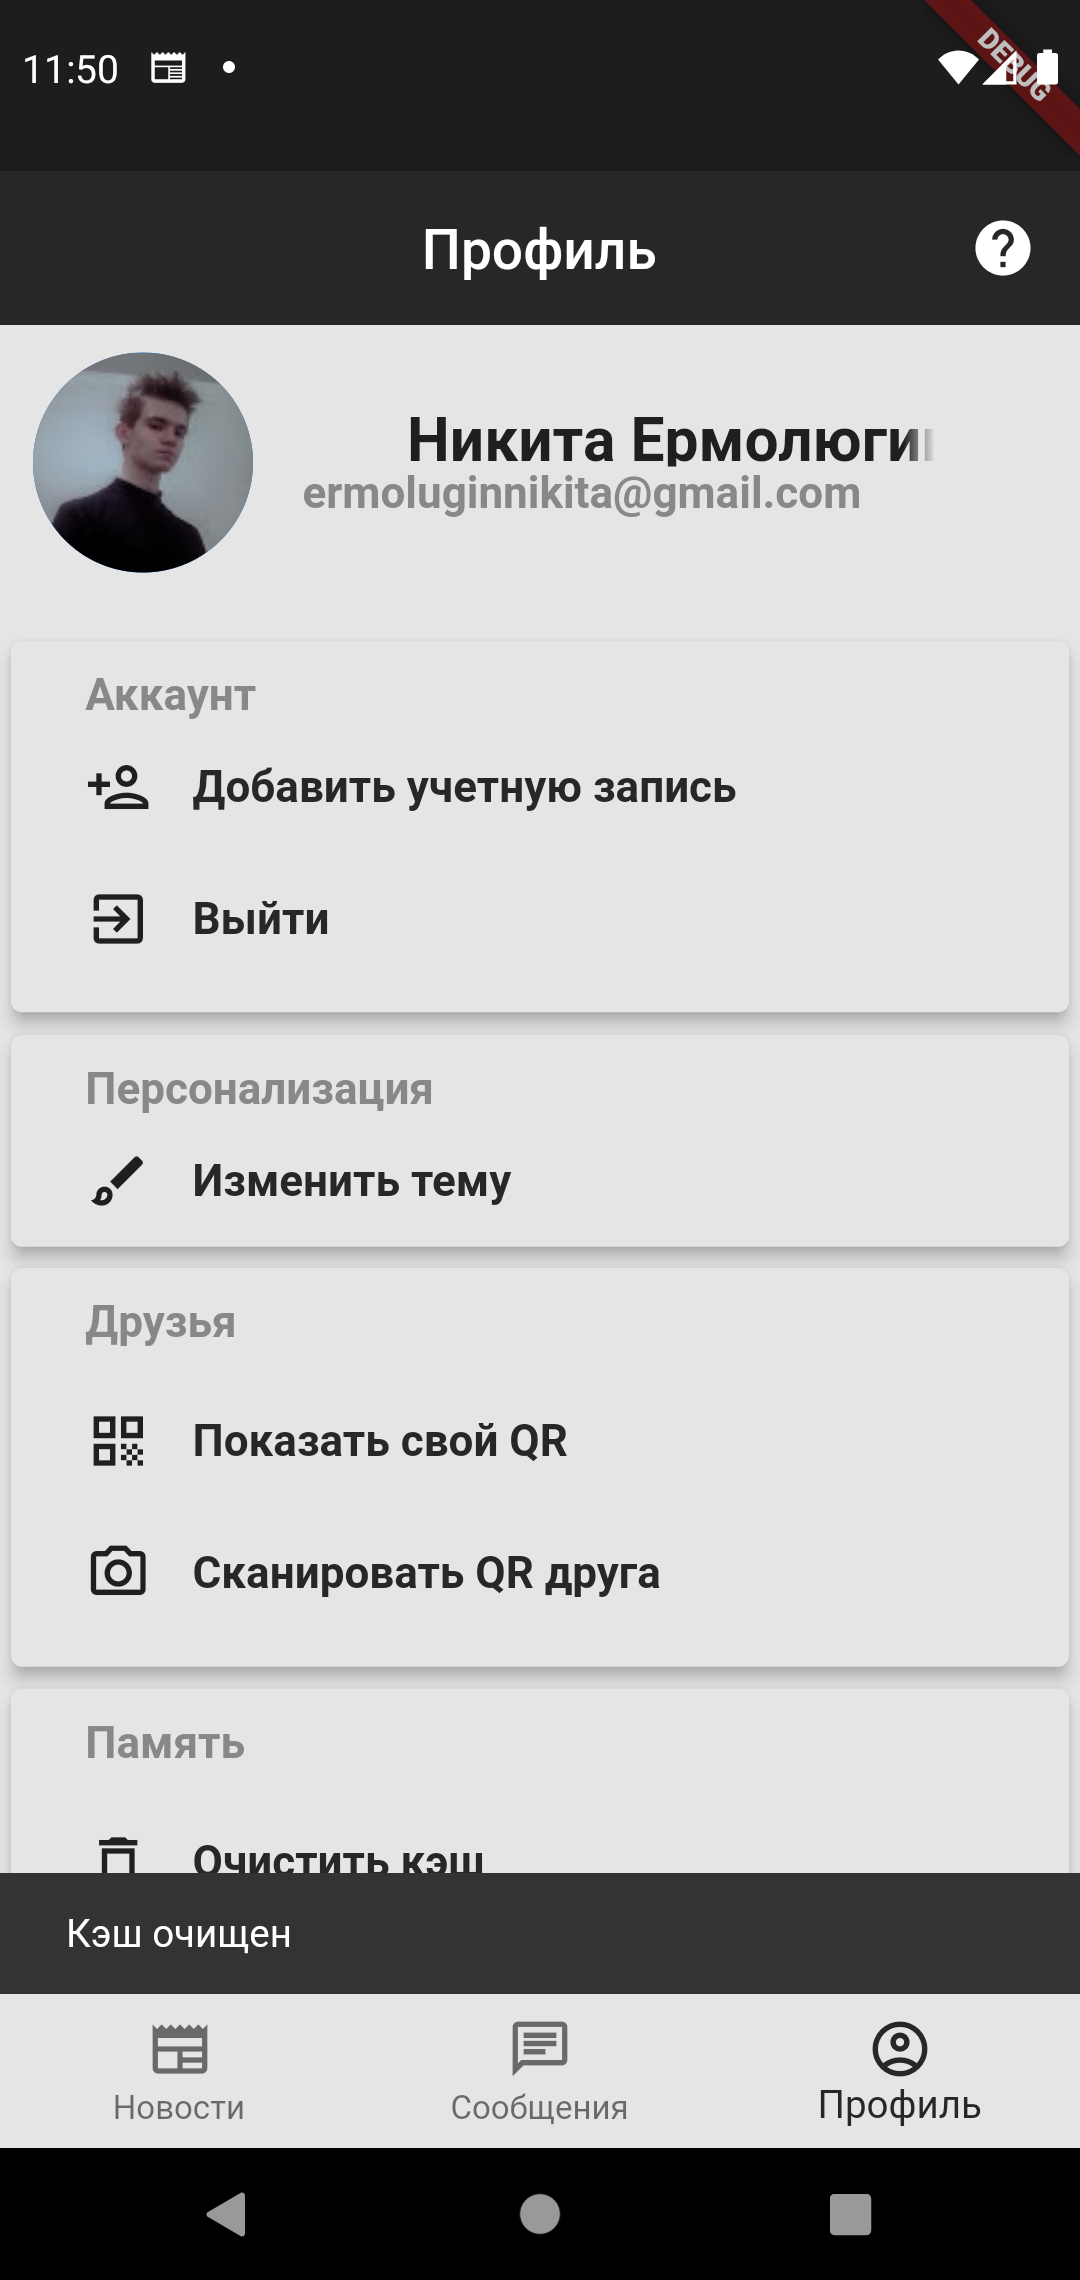 11:50
DEBUG
Профиль
Никита Ермолюги
ermoluginnikita@gmail.com
Аккаунт
Добавить учетную запись
Выйти
Персонализация
Изменить тему
Друзья
Показать свой QR
Сканировать QR друга
Память
Очистить кэш
Кэш очищен
Новости
Сообщения
Профиль